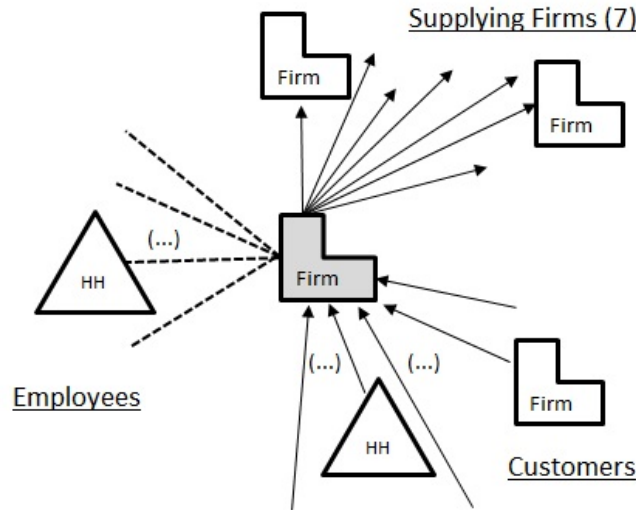 Supplying Firms (7)
Firm
Firm
(...)
HH
Firm
(...)
(...)
Employees
Firm
HH
Customers